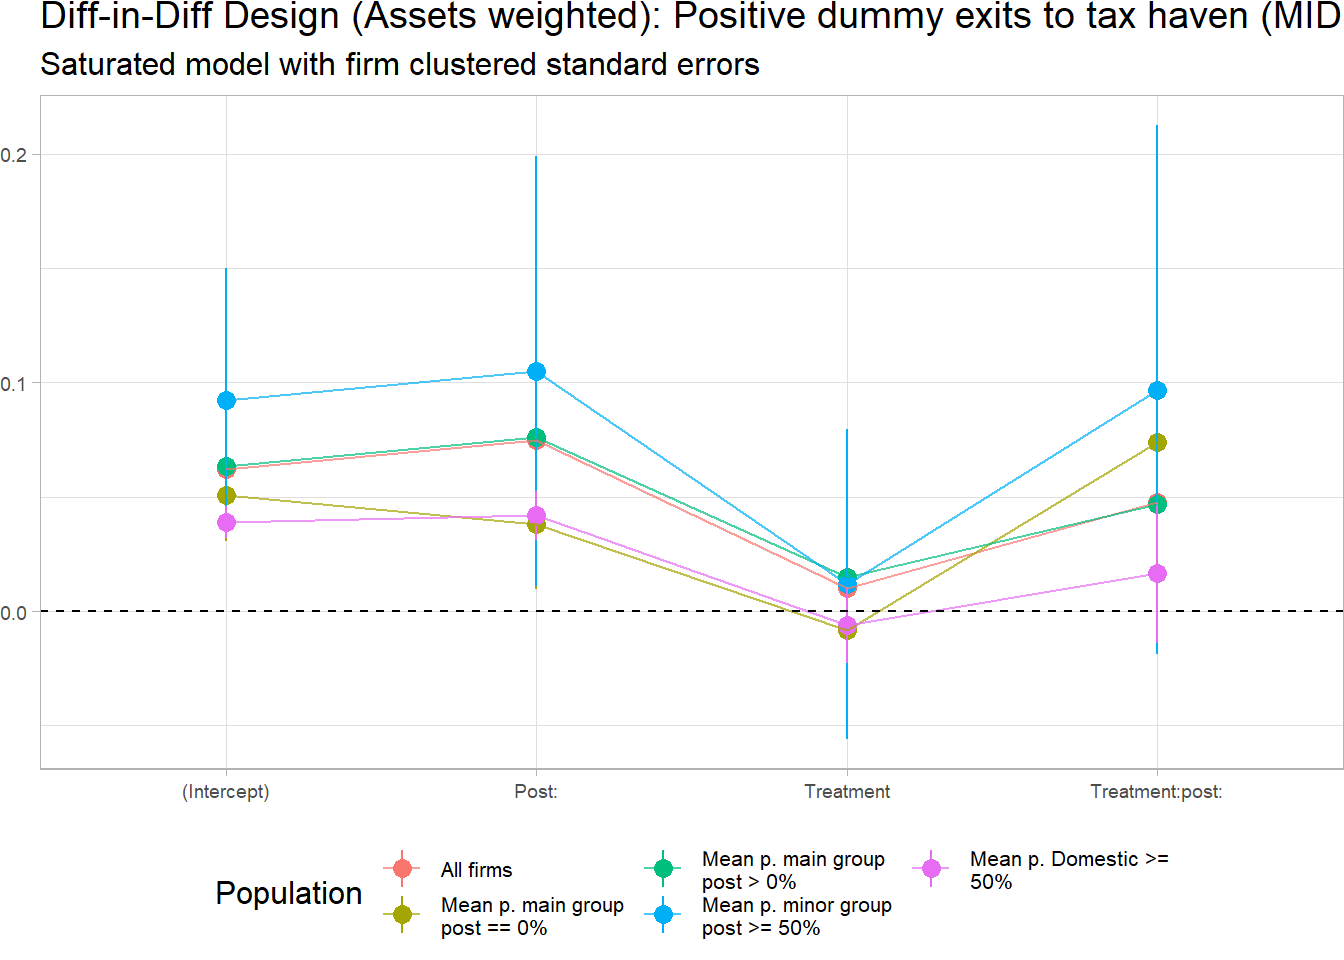 Diff-in-Diff Design (Assets weighted): Positive dummy exits to tax haven (MID
Saturated model with firm clustered standard errors
0.2
0.1
0.0
(Intercept)
Post:
Treatment
Treatment:post:
Population
All firms
Mean p. main group
post == 0%
Mean p. main group
post > 0%
Mean p. minor group
post >= 50%
Mean p. Domestic >=
50%